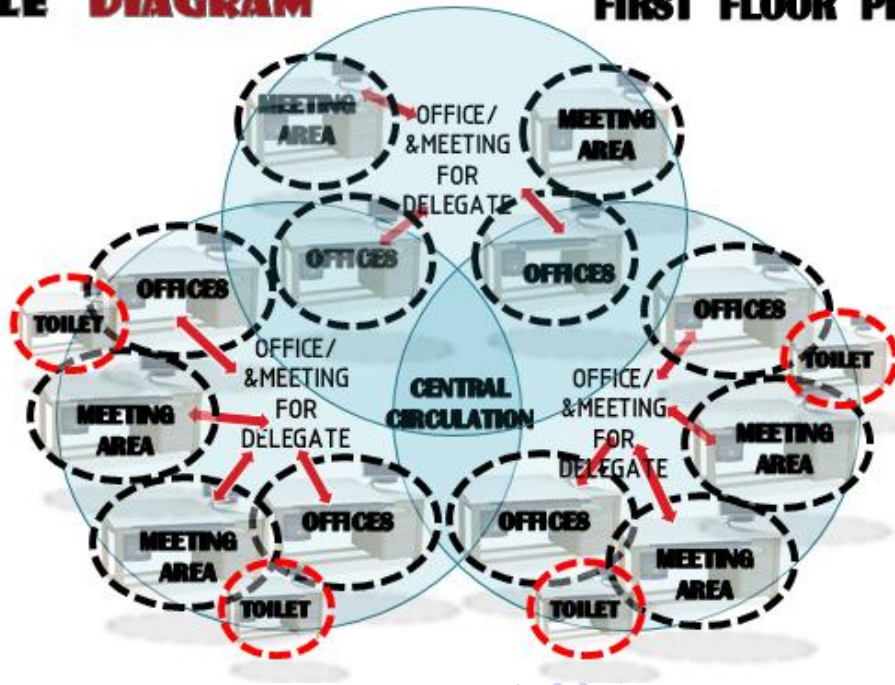 DIAGRAM
FIRST FLOOR
MEETING
AREA
OFFICE/
&MEETING
FOR
DELEGATE
MEETING
AREA
OFFICES
OFFICES
OFFICES
TOILET
OFFICE/
&MEETING
FOR
DELEGATE
MEETING
AREA
MEETING
AREA
OFFICES
TOILET
CENTRAL
CIRCULATION
OFFICES
TOILET
OFFICE/
&MEETING
FOR
DELEGATE
MEETING
AREA
OFFICES
MEETING
AREA
TOILET